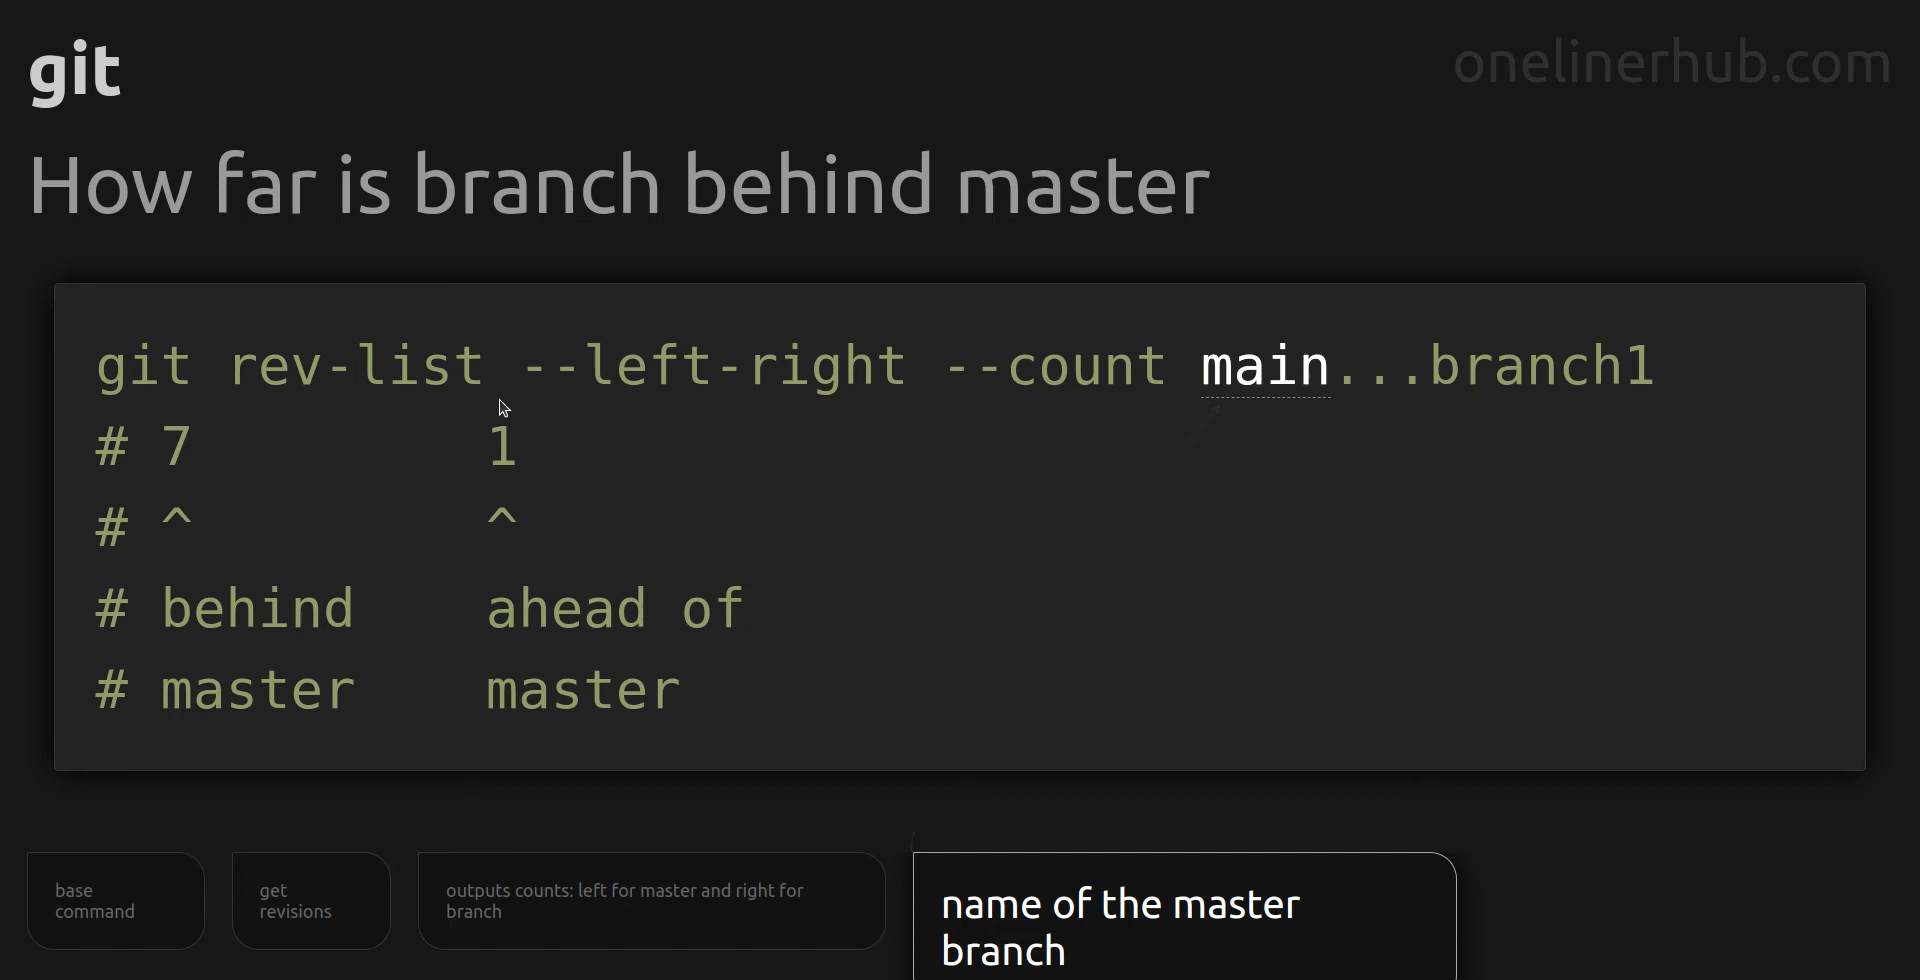 git
onelinerhub.com
How far is branch behind master
git rev-list --left-right --count main...branch1
# 7         1
# ^         ^
# behind    ahead of
# master    master
base
command
get
revisions
outputs counts: left for master and right for
branch
name of the master
branch